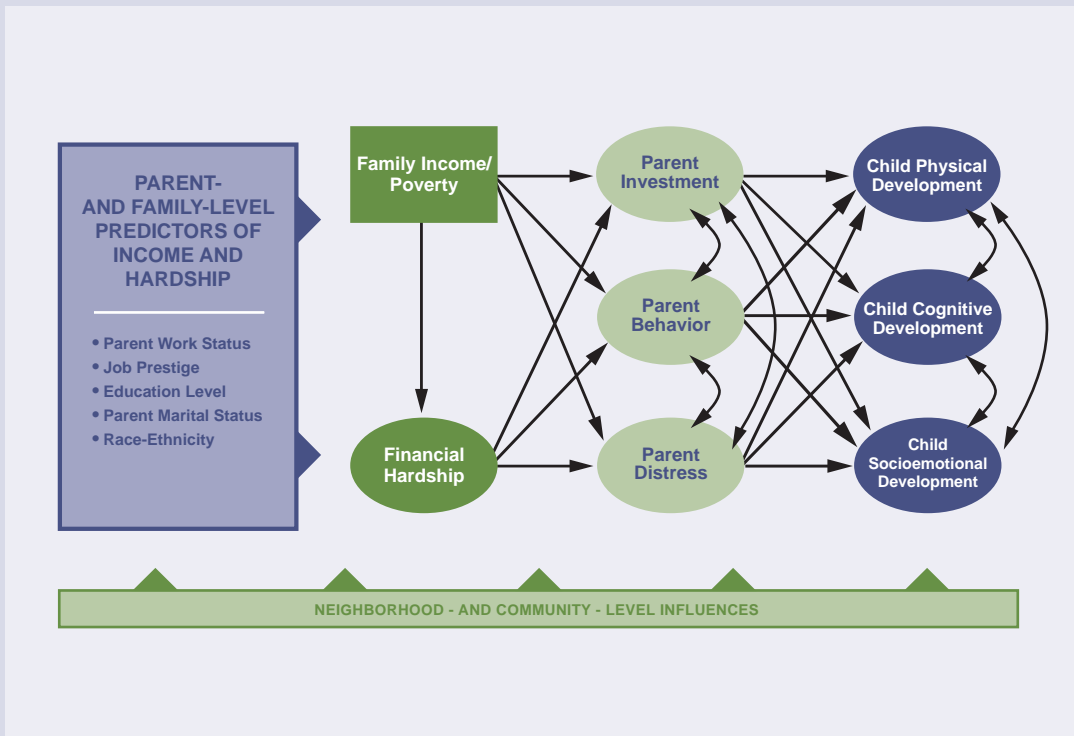 PARENT-
AND FAMILY-LEVEL
PREDICTORS OF
INCOME AND
HARDSHIP
• Parent Work Status
• Job Prestige
• Education Level
• Parent Marital Status
• Race-Ethnicity
Family Income/
Poverty
Financial
Hardship
Parent
Investment
Parent
Behavior
Parent
Distress
Child Physical
Development
Child Cognitive
Development
Child
Socioemotional
Development
NEIGHBORHOOD - AND COMMUNITY - LEVEL INFLUENCES